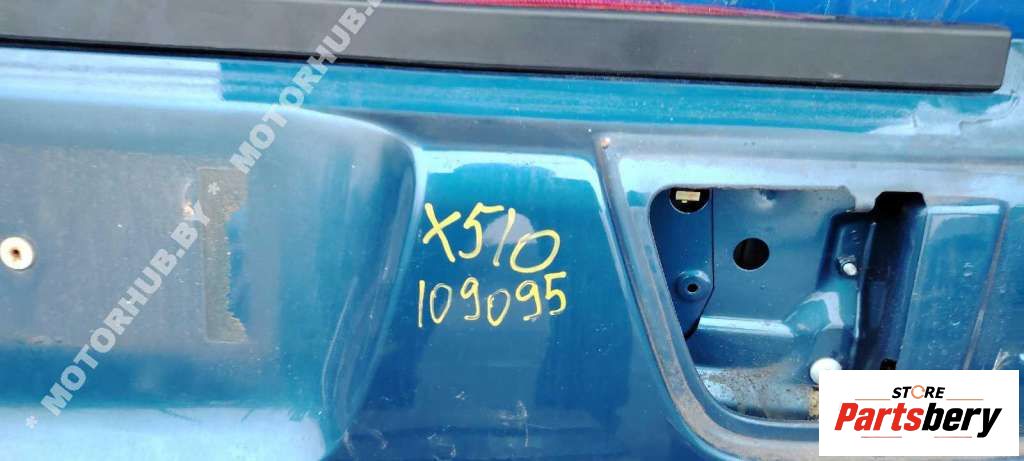 * MOTORHUB.BY * MOTORHUB.BY
X510
109095
STORE
Partsbery